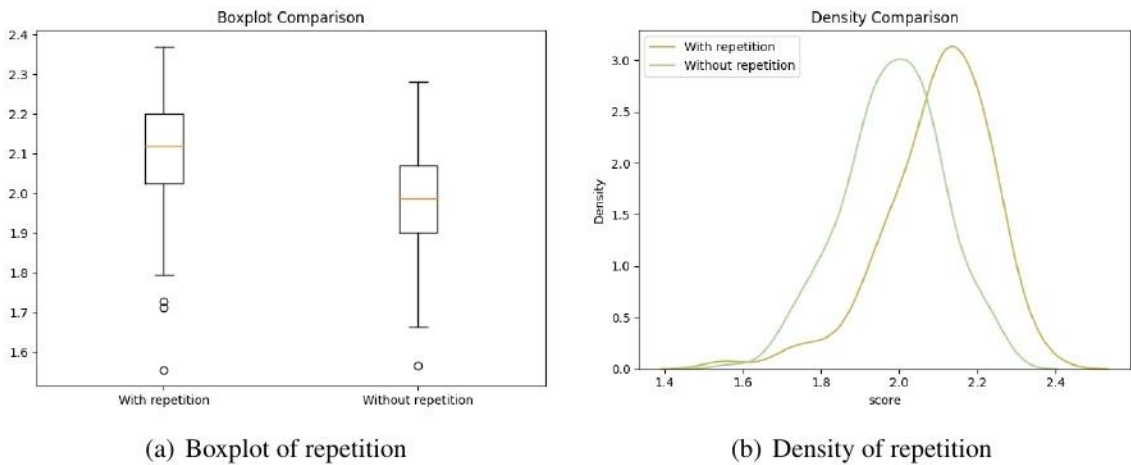 Boxplot Comparison
2.4
2.3
2.2
2.1
2.0
1.9
1.8
1.7
1.6
With repetition
Without repetition
(a) Boxplot of repetition
Density Comparison
With repetition
Without repetition
Density
3.0
2.5
2.0
1.5
1.0
0.5
0.0
1.4
1.6
1.8
2.0
2.2
2.4
score
(b) Density of repetition